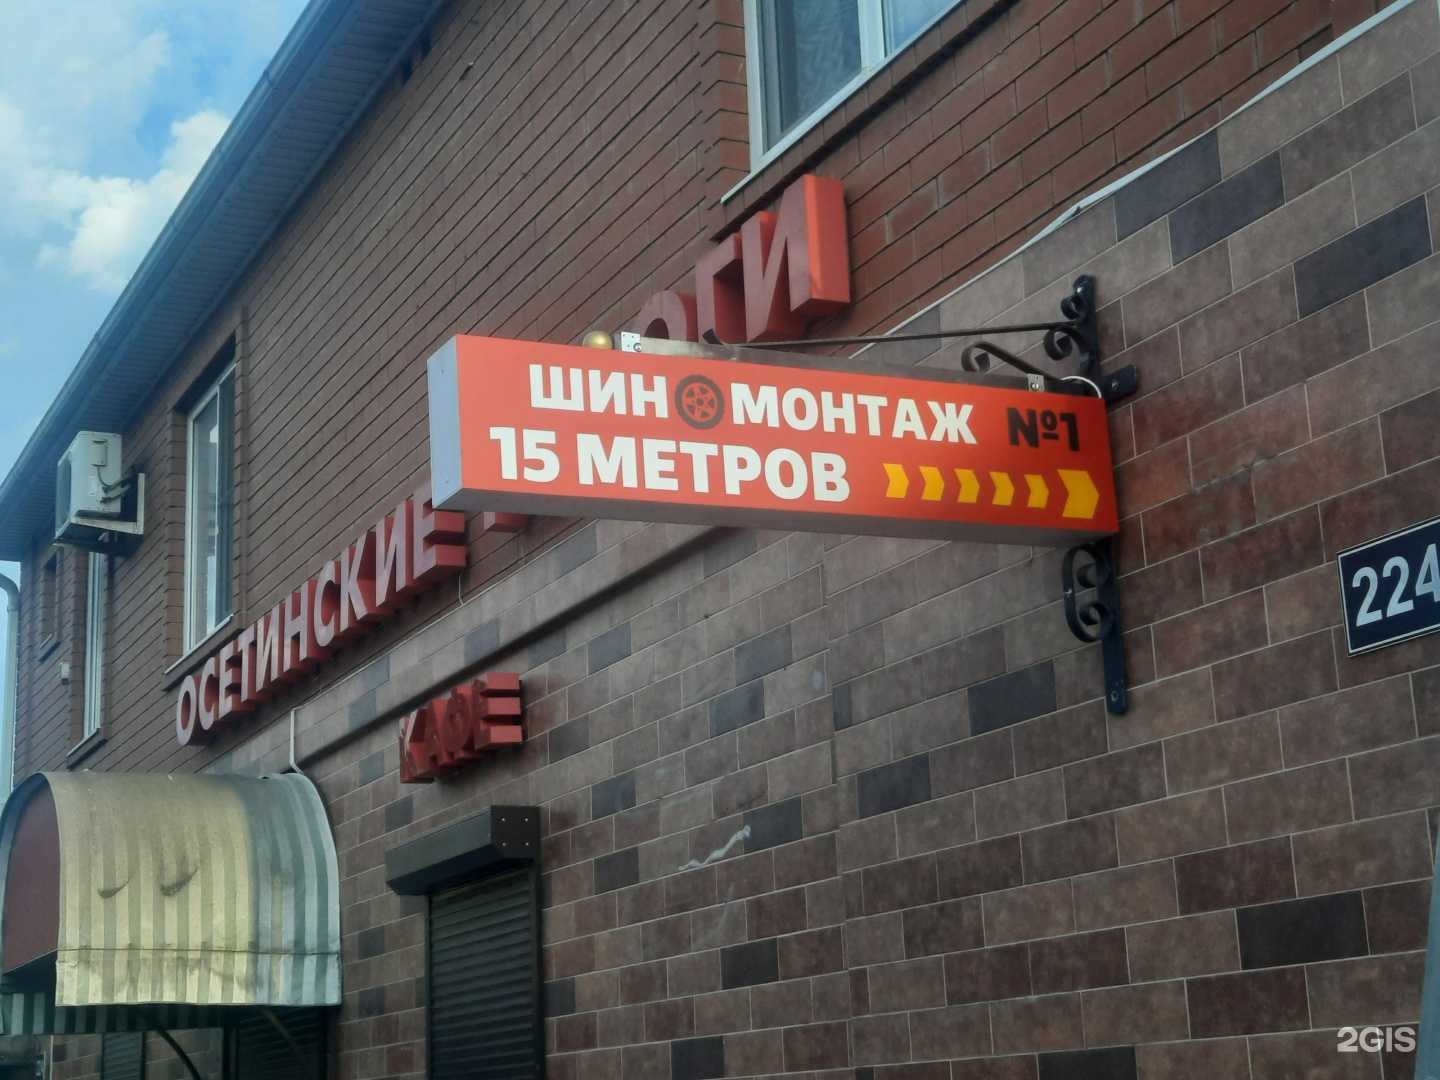 ШИНОМОНТАЖ №1
15 МЕТРОВ
ОСЕТИНСКИЕ
КАФЕ
224
2GIS